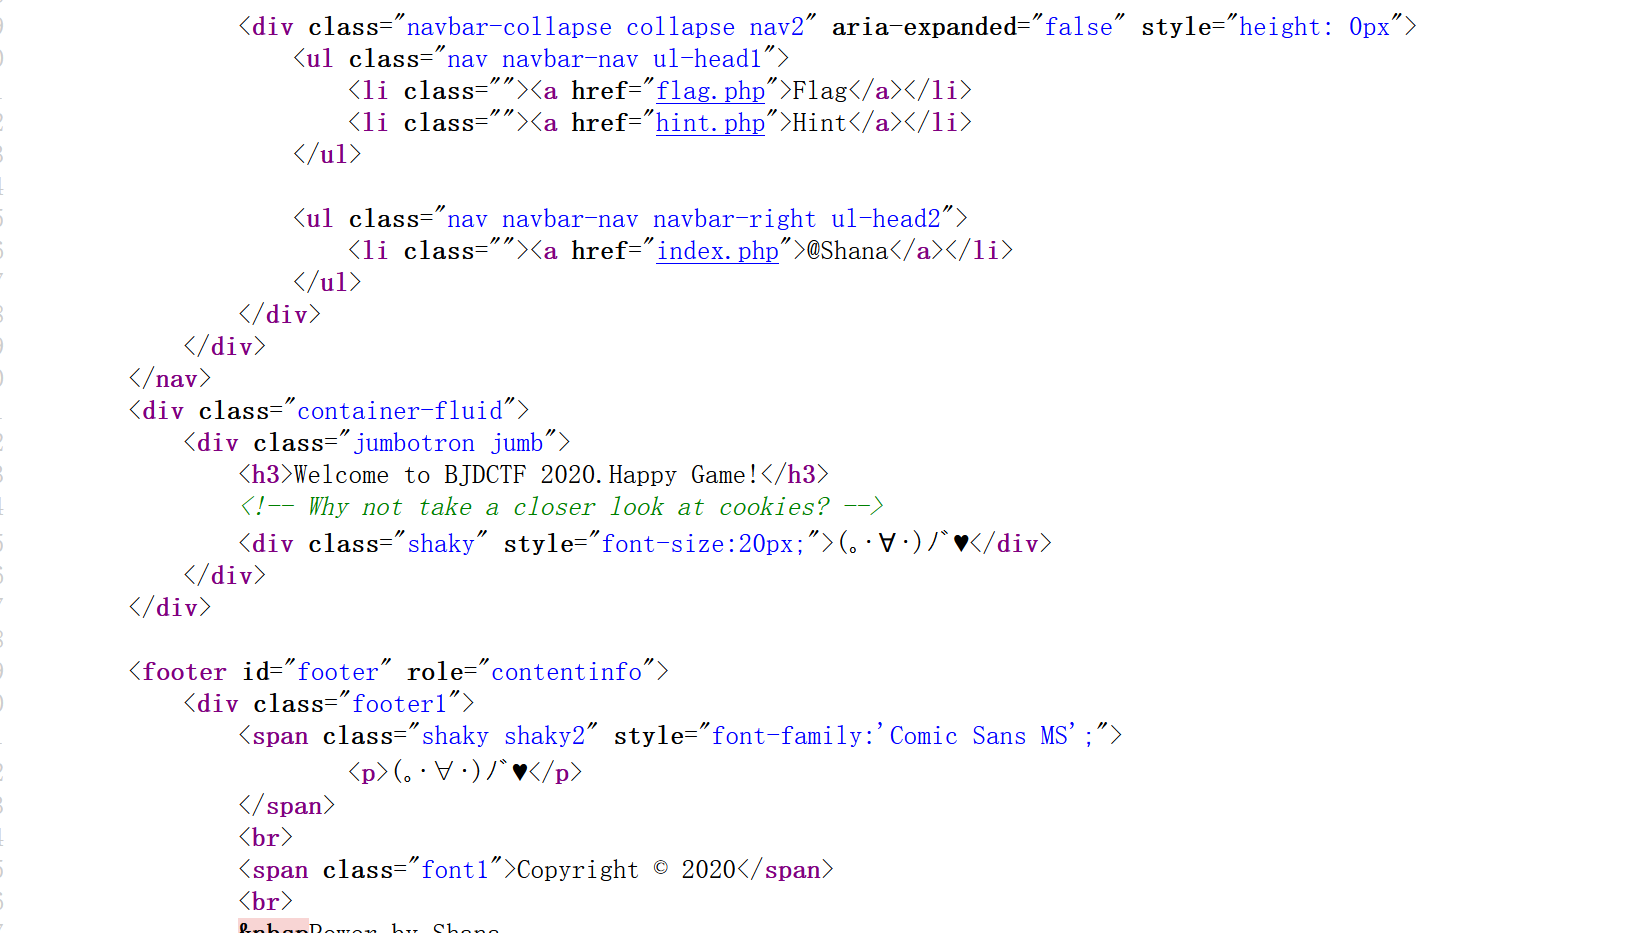 <div class="navbar-collapse collapse nav2" aria-expanded="false" style="height: 0px">
<ul class="nav navbar-nav ul-head1">
<li class=""><a href="flag.php">Flag</a></li>
<li class=""><a href="hint.php">Hint</a></li>
</ul>
<ul class="nav navbar-nav navbar-right ul-head2">
<li class=""><a href="index.php">@Shana</a></li>
</ul>
</div>
</div>
</nav>
<div class="container-fluid">
<div class="jumbotron jumb">
<h3>Welcome to BJDCTF 2020.Happy Game!</h3>
<!-- Why not take a closer look at cookies? -->
<div class="shaky" style="font-size:20px;">(｡･∀･)ﾉﾞ♥</div>
</div>
</div>
<footer id="footer" role="contentinfo">
<div class="footer1">
<span class="shaky shaky2" style="font-family:'Comic Sans MS';">
<p>(｡･∀･)ﾉﾞ♥</p>
</span>
<br>
<span class="font1">Copyright © 2020</span>
<br>
&nbspPower by Shana